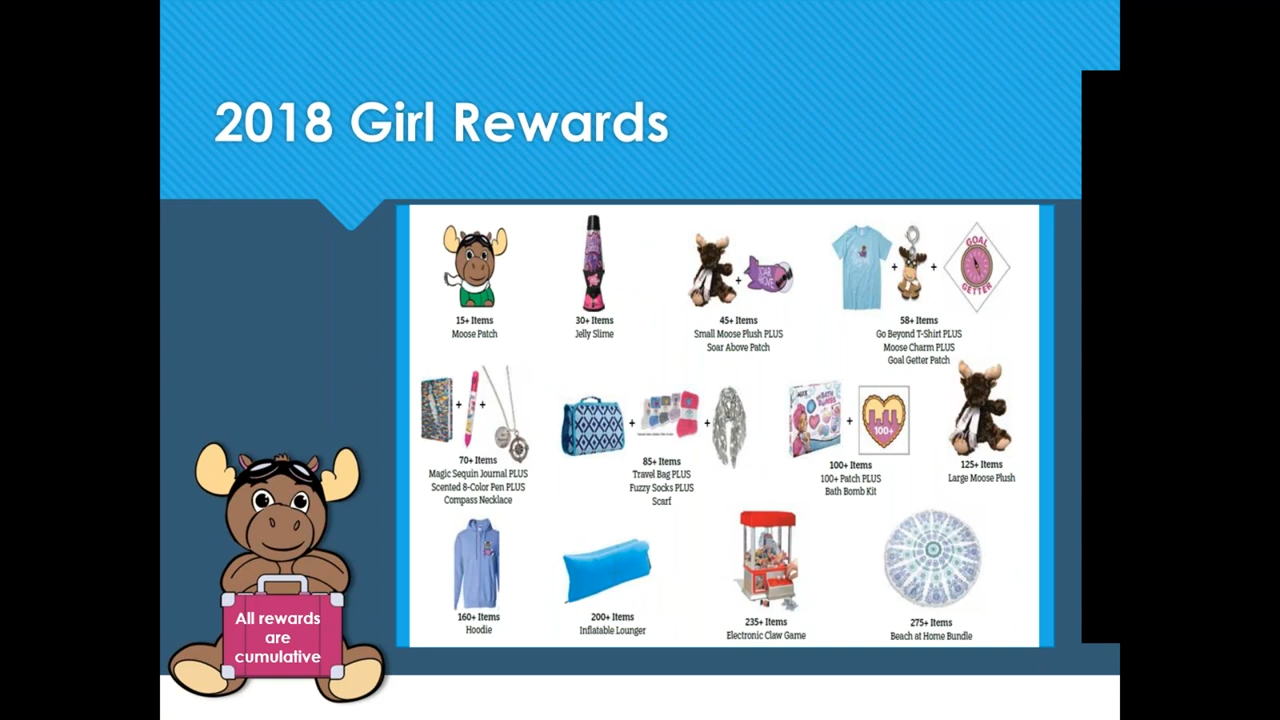 2018 Girl Rewards
GOAL
GETTER
SOAR
ABOVE
15+ Items
Moose Patch
30+ Items
Jelly Slime
45+ Items
Small Moose Plush PLUS
Soar Above Patch
58+ Items
Go Beyond T-Shirt PLUS
Moose Charm PLUS
Goal Getter Patch
100+
70+ Items
Magic Sequin Journal PLUS
Scented 8-Color Pen PLUS
Compass Necklace
85+ Items
Travel Bag PLUS
Fuzzy Socks PLUS
Scarf
100+ Items
100+ Patch PLUS
Bath Bomb Kit
125+ Items
Large Moose Plush
160+ Items
Hoodie
200+ Items
Inflatable Lounger
235+ Items
Electronic Claw Game
275+ Items
Beach at Home Bundle
All rewards
are
cumulative